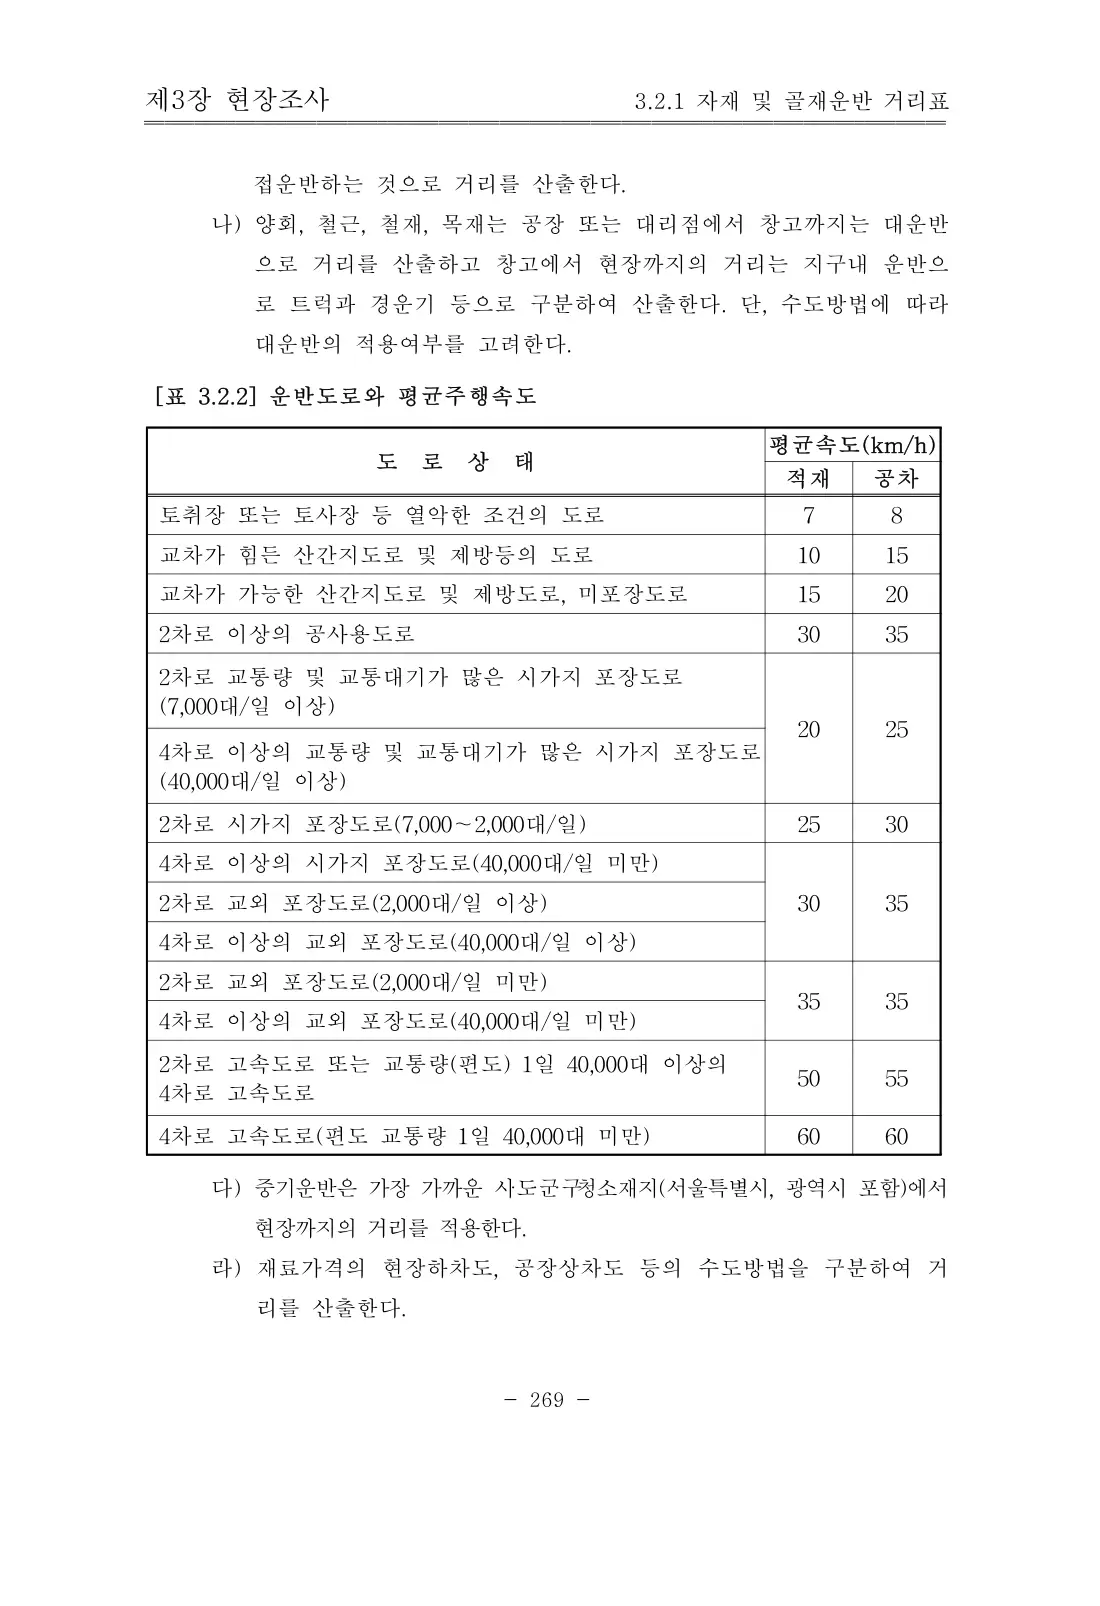 제3장 현장조사
3.2.1 자재 및 골재운반 거리표
접운반하는 것으로 거리를 산출한다.
나) 양회, 철근, 철재, 목재는 공장 또는 대리점에서 창고까지는 대운반
으로 거리를 산출하고 창고에서 현장까지의 거리는 지구내 운반으
로 트럭과 경운기 등으로 구분하여 산출한다. 단, 수도방법에 따라
대운반의 적용여부를 고려한다.
[표 3.2.2] 운반도로와 평균주행속도
도 로 상 태
평균속도(km/h)
적재 공차
토취장 또는 토사장 등 열악한 조건의 도로 7 8
교차가 힘든 산간지도로 및 제방등의 도로 10 15
교차가 가능한 산간지도로 및 제방도로, 미포장도로 15 20
2차로 이상의 공사용도로 30 35
2차로 교통량 및 교통대기가 많은 시가지 포장도로
(7,000대/일 이상)
20 25
4차로 이상의 교통량 및 교통대기가 많은 시가지 포장도로
(40,000대/일 이상)
2차로 시가지 포장도로(7,000~2,000대/일) 25 30
4차로 이상의 시가지 포장도로(40,000대/일 미만)
2차로 교외 포장도로(2,000대/일 이상) 30 35
4차로 이상의 교외 포장도로(40,000대/일 이상)
2차로 교외 포장도로(2,000대/일 미만)
35 35
4차로 이상의 교외 포장도로(40,000대/일 미만)
2차로 고속도로 또는 교통량(편도) 1일 40,000대 이상의
4차로 고속도로
50 55
4차로 고속도로(편도 교통량 1일 40,000대 미만) 60 60
다) 중기운반은 가장 가까운 시도군구청소재지(서울특별시, 광역시 포함)에서
현장까지의 거리를 적용한다.
라) 재료가격의 현장하차도, 공장상차도 등의 수도방법을 구분하여 거
리를 산출한다.
- 269 -